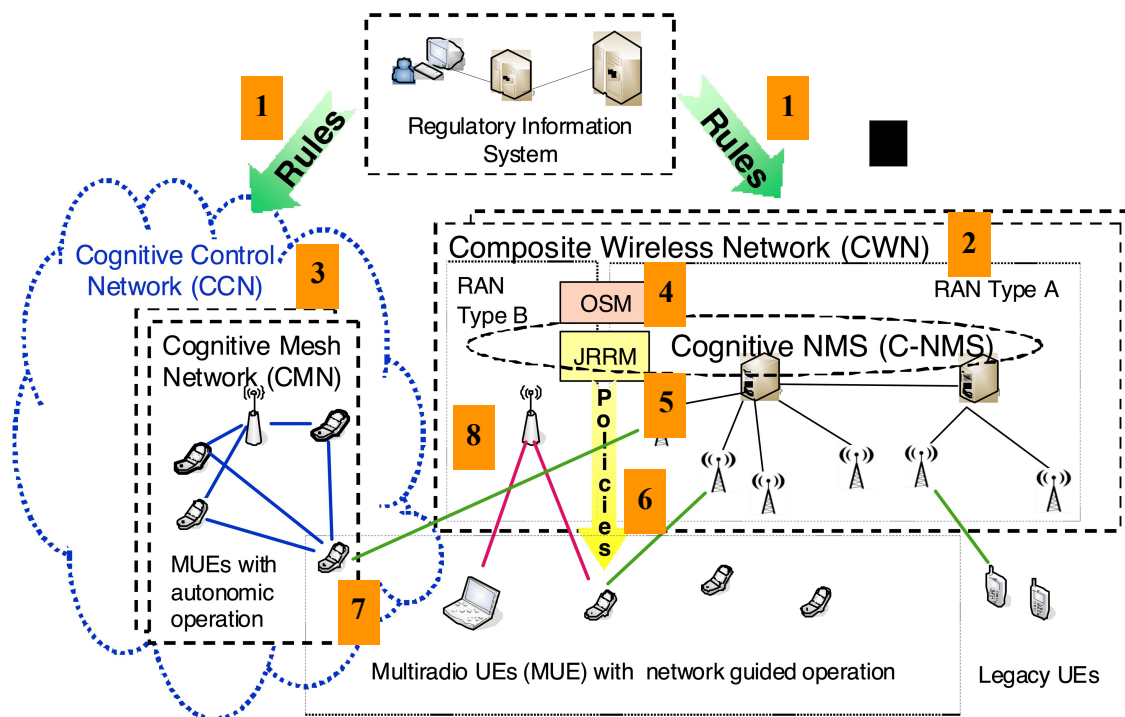 1
Rules
Regulatory Information
System
1
Rules
Cognitive Control
Network (CCN)
3
Cognitive Mesh
Network (CMN)
MUEs with
autonomic
operation
7
Composite Wireless Network (CWN)
2
RAN
Type B
RAN Type A
OSM
4
JRRM
Cognitive NMS (C-NMS)
5
Policies
8
6
Multiradio UEs (MUE) with network guided operation
Legacy UEs